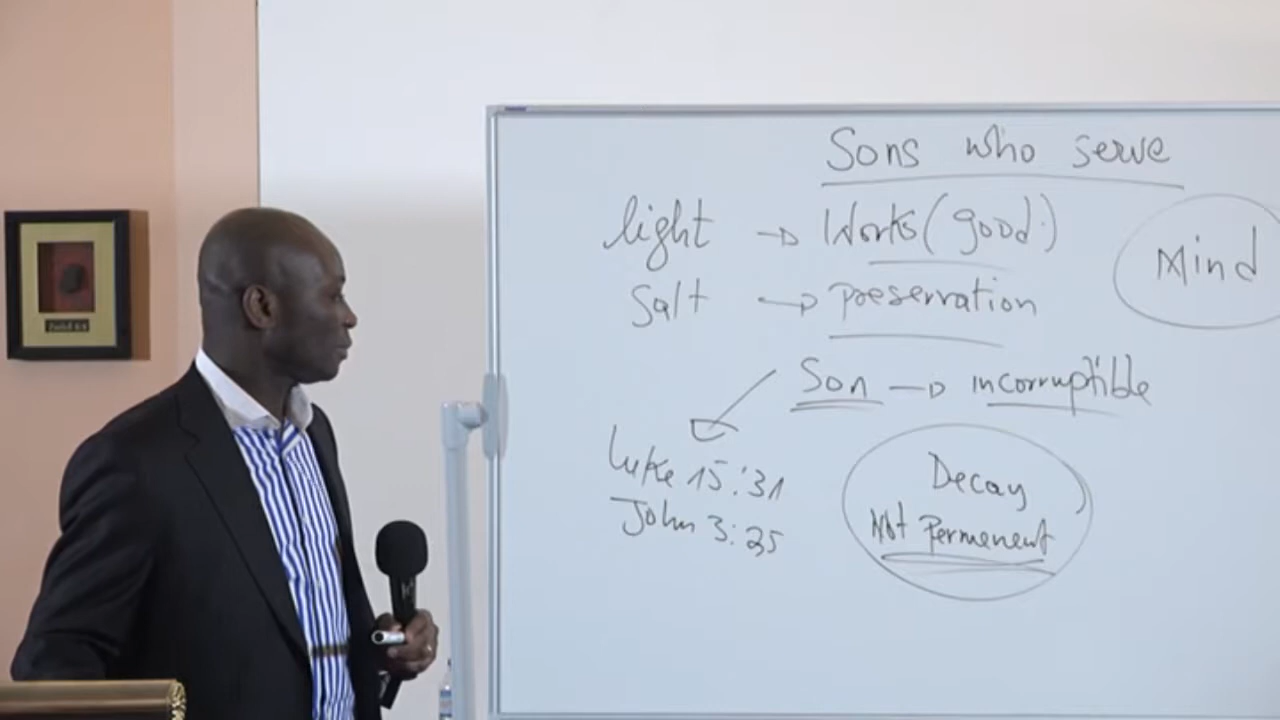 Sons who serve
light → Works (good.)
Mind
Salt → preservation
Son → incorruptible
Luke 15:31
John 3:35
Decay
Not Permenent